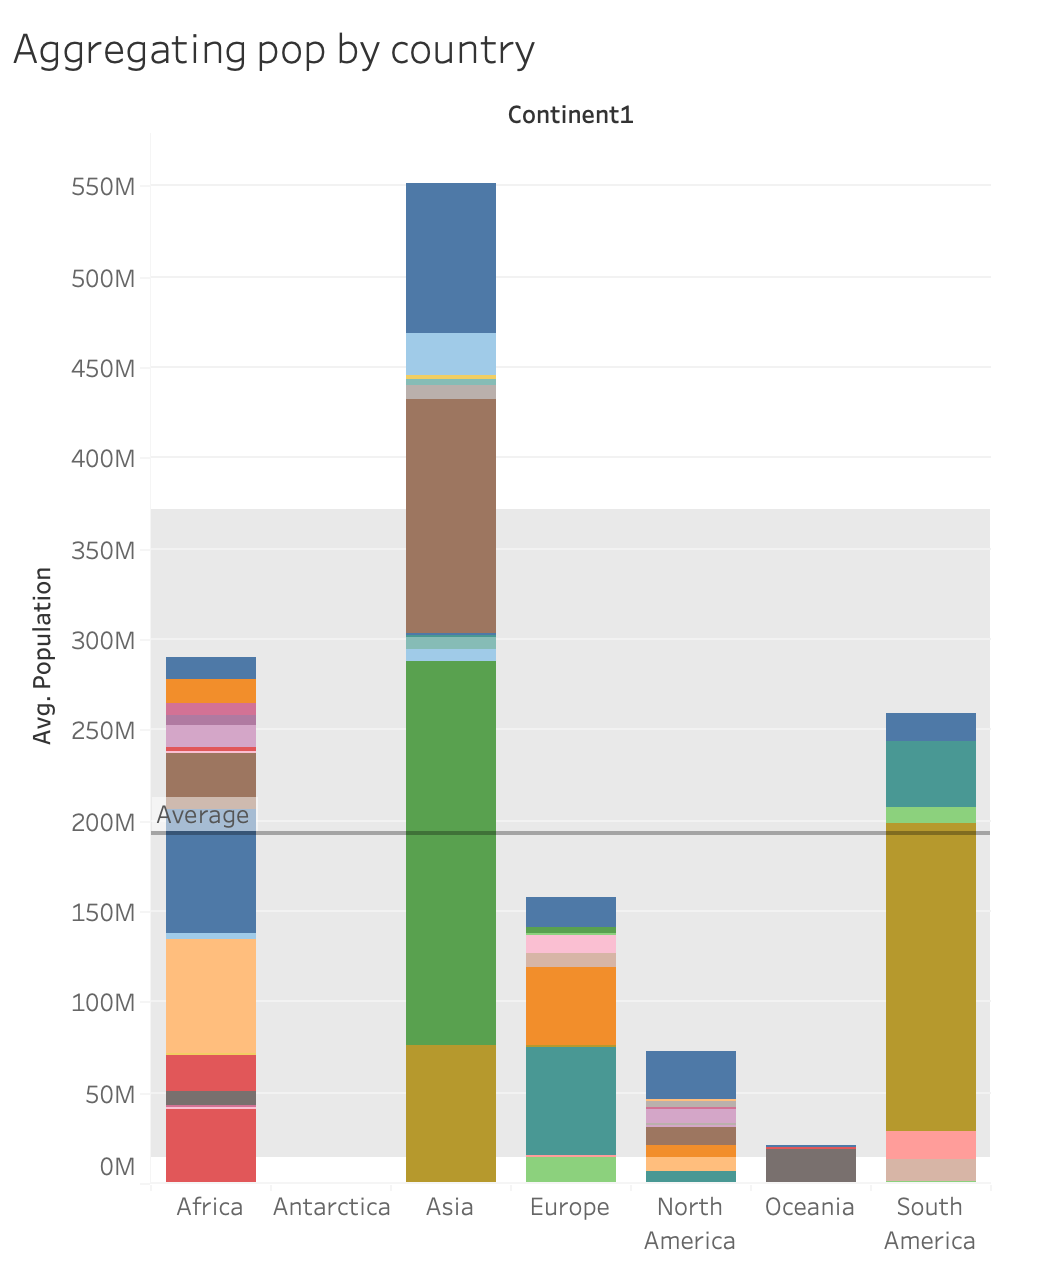 Aggregating pop by country
Continent1
550M
500M
450M
400M
350M
300M
250M
200M
150M
100M
50M
0M
Avg. Population
Average
Africa
Antarctica
Asia
Europe
North
America
Oceania
South
America